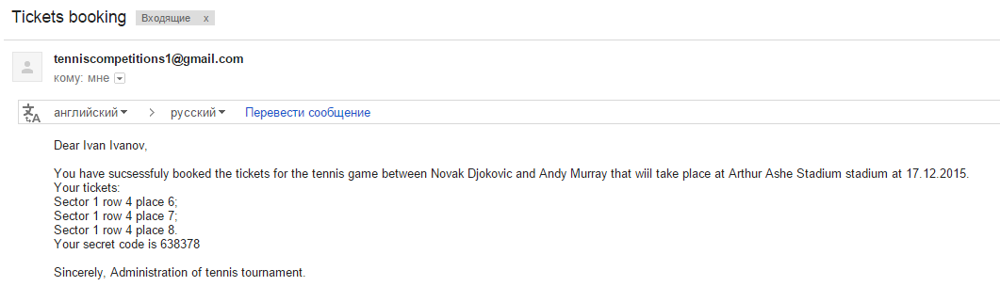 Tickets booking Входящие x
tenniscompetitions1@gmail.com
кому: мне
английский русский Перевести сообщение
Dear Ivan Ivanov,
You have sucsessfuly booked the tickets for the tennis game between Novak Djokovic and Andy Murray that wiil take place at Arthur Ashe Stadium stadium at 17.12.2015.
Your tickets:
Sector 1 row 4 place 6;
Sector 1 row 4 place 7;
Sector 1 row 4 place 8.
Your secret code is 638378
Sincerely, Administration of tennis tournament.